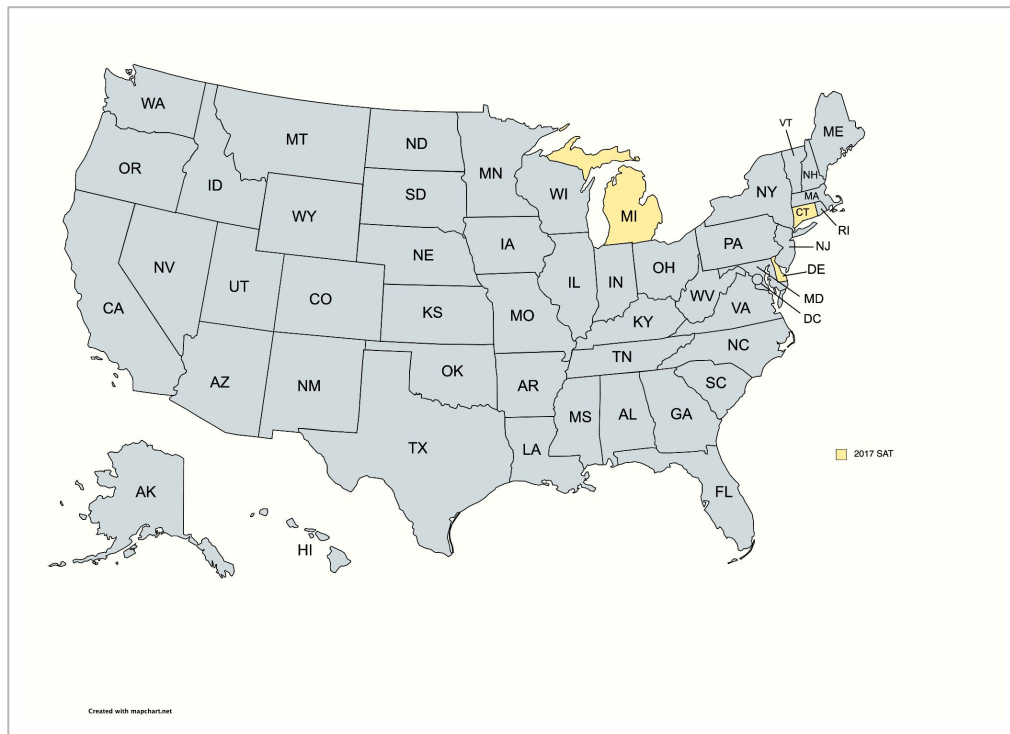 WA
MT
ND
MN
OR
ID
SD
WI
MI
WY
IA
NE
NV
UT
CO
KS
CA
IL
IN
OH
MO
KY
WV
PA
NY
VT
ME
NH
MA
CT
RI
NJ
DE
MD
DC
VA
NC
TN
OK
AR
SC
AZ
NM
MS
AL
GA
TX
LA
FL
AK
HI
2017 SAT
Created with mapchart.net